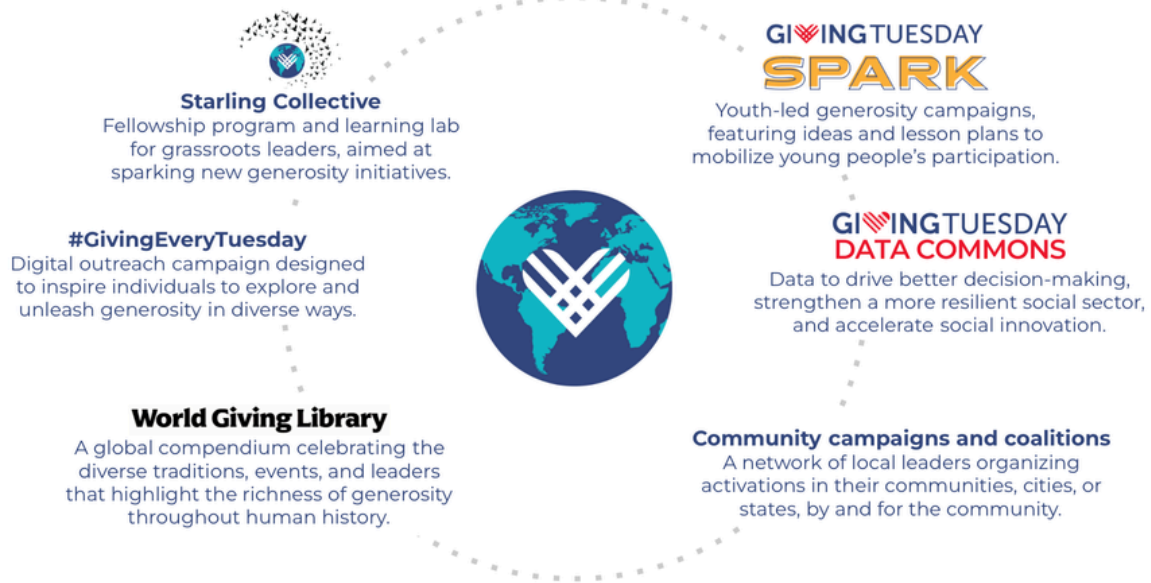 Starling Collective
Fellowship program and learning lab
for grassroots leaders, aimed at
sparking new generosity initiatives.
#GivingEveryTuesday
Digital outreach campaign designed
to inspire individuals to explore and
unleash generosity in diverse ways.
World Giving Library
A global compendium celebrating the
diverse traditions, events, and leaders
that highlight the richness of generosity
throughout human history.
GIVINGTUESDAY
SPARK
Youth-led generosity campaigns,
featuring ideas and lesson plans to
mobilize young people's participation.
GIVINGTUESDAY
DATA COMMONS
Data to drive better decision-making,
strengthen a more resilient social sector,
and accelerate social innovation.
Community campaigns and coalitions
A network of local leaders organizing
activations in their communities, cities, or
states, by and for the community.